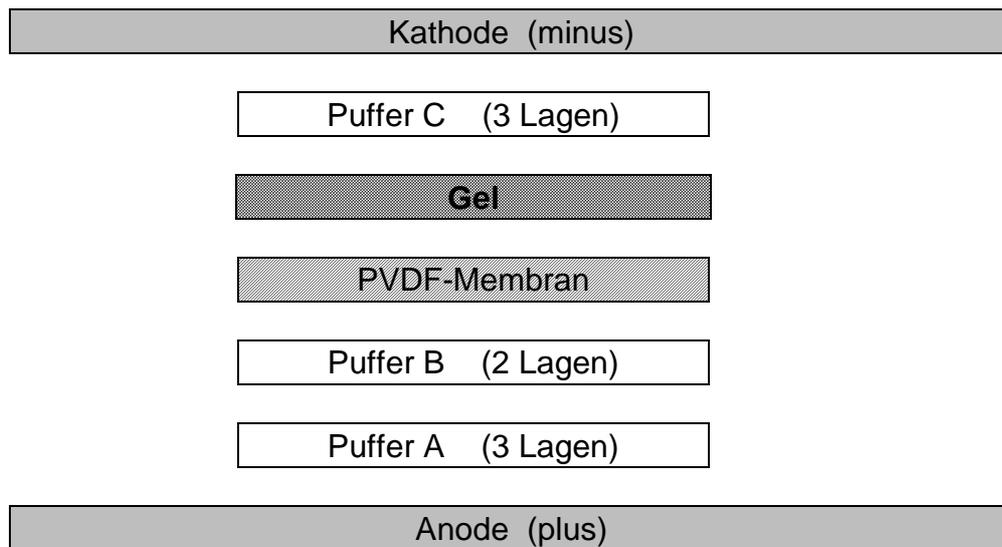 Kathode (minus)
Puffer C (3 Lagen)
Gel
PVDF-Membran
Puffer B (2 Lagen)
Puffer A (3 Lagen)
Anode (plus)